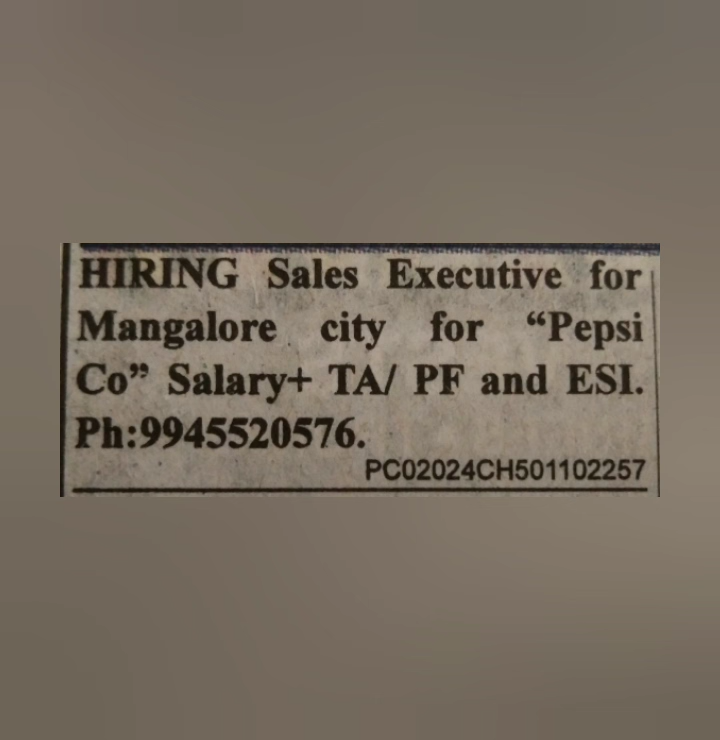 HIRING Sales Executive for
Mangalore city for “Pepsi
Co” Salary+ TA/ PF and ESI.
Ph:9945520576.
PC02024CH501102257